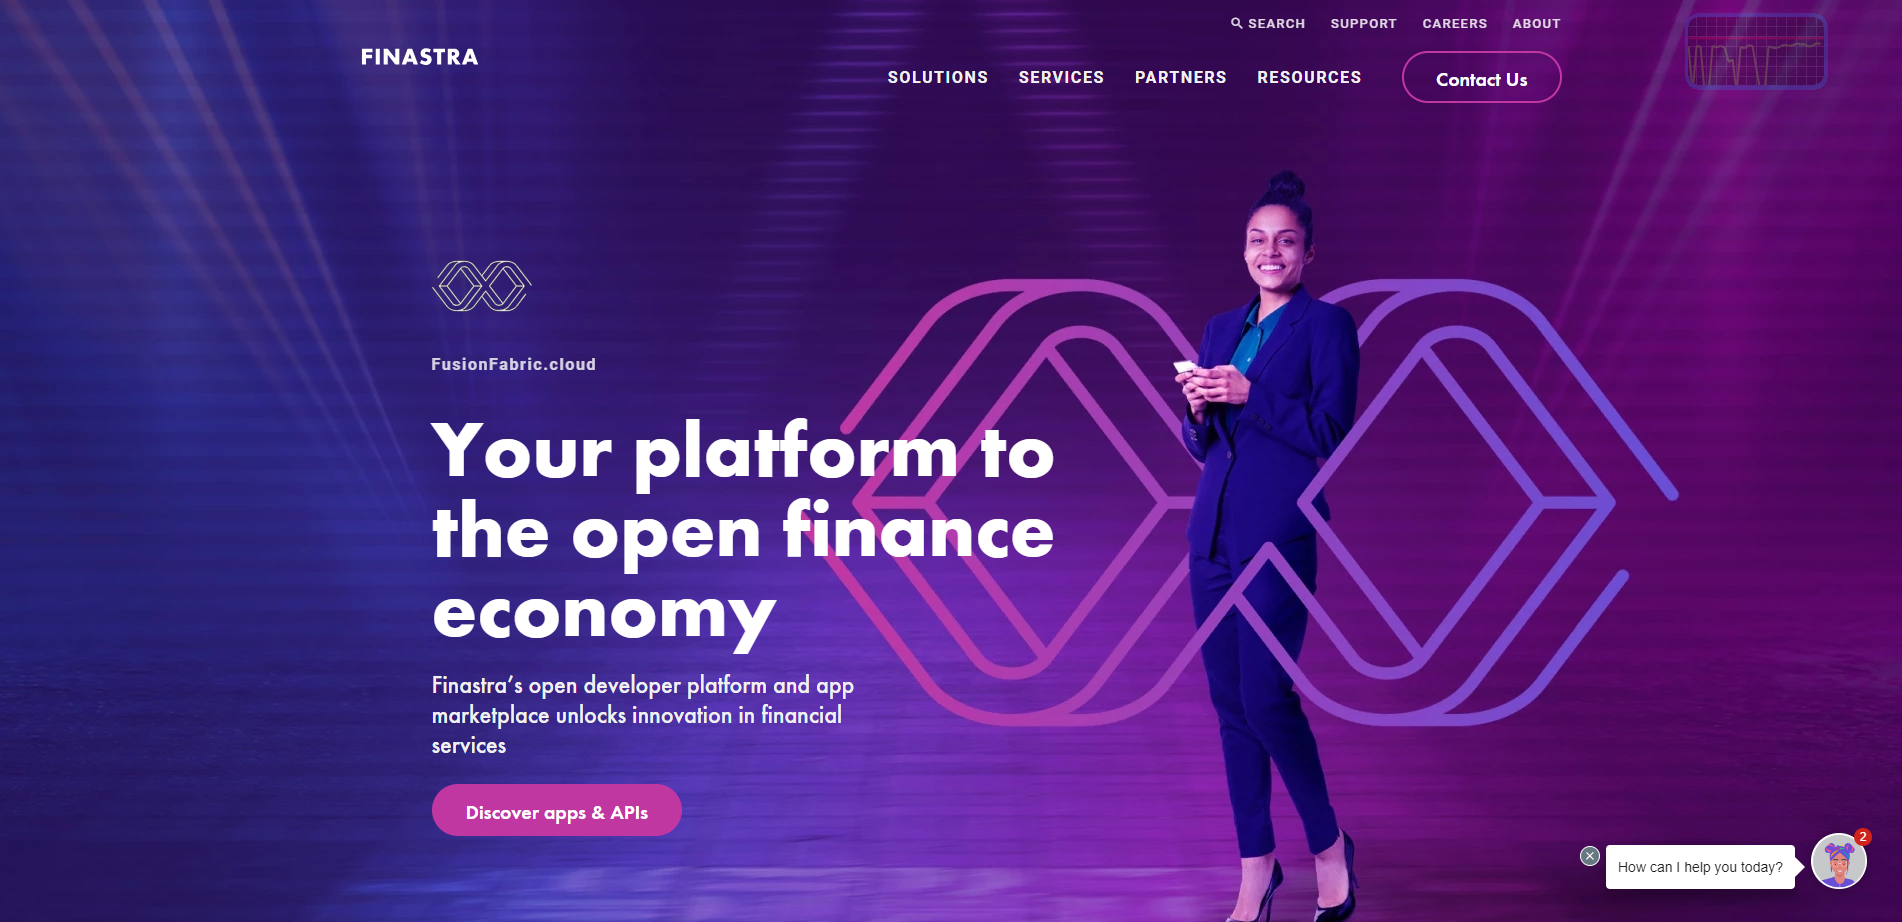 SEARCH SUPPORT CAREERS ABOUT
FINASTRA
SOLUTIONS SERVICES PARTNERS RESOURCES Contact Us
FusionFabric.cloud
Your platform to
the open finance
economy
Finastra’s open developer platform and app
marketplace unlocks innovation in financial
services
Discover apps & APIs
How can I help you today?
2